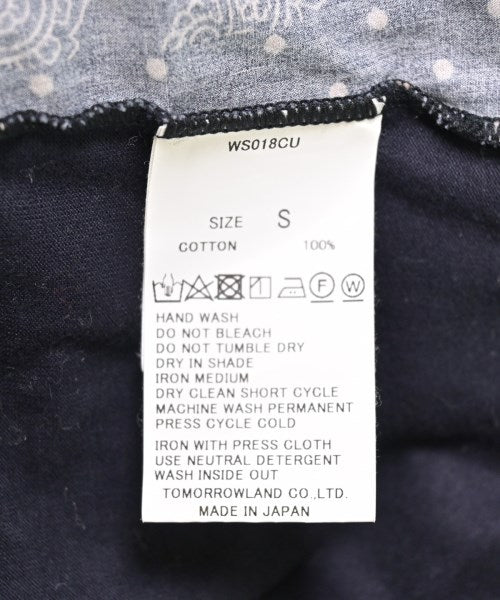 WS018CU
SIZE S
COTTON 100%
F W
HAND WASH
DO NOT BLEACH
DO NOT TUMBLE DRY
DRY IN SHADE
IRON MEDIUM
DRY CLEAN SHORT CYCLE
MACHINE WASH PERMANENT
PRESS CYCLE COLD
IRON WITH PRESS CLOTH
USE NEUTRAL DETERGENT
WASH INSIDE OUT
TOMORROWLAND CO.,LTD.
MADE IN JAPAN